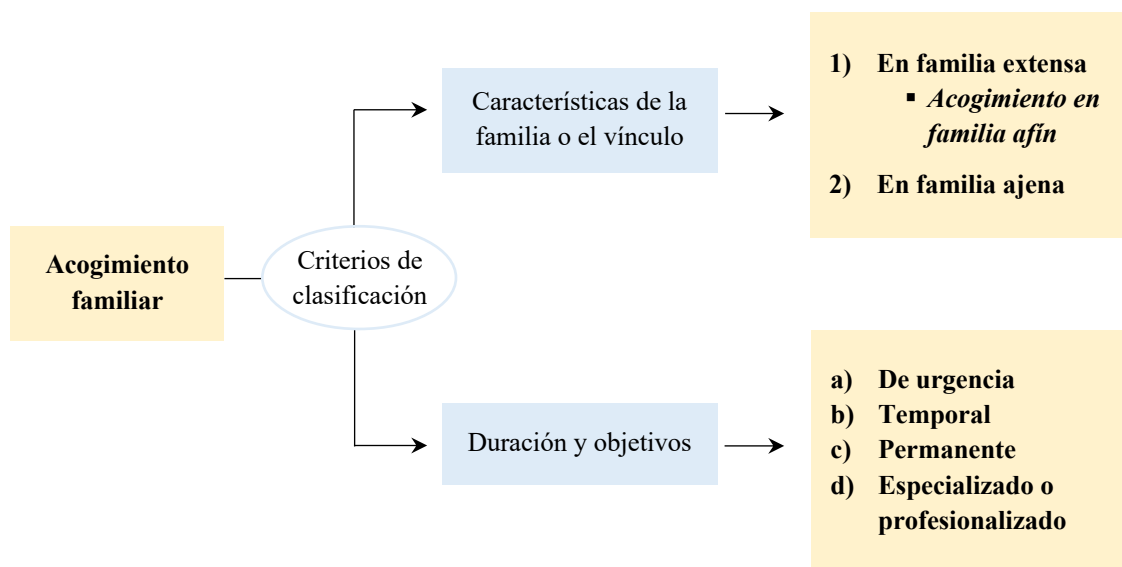 Acogimiento
familiar
Criterios de
clasificación
Características de la
familia o el vínculo
1) En familia extensa
▪ Acogimiento en
familia afín
2) En familia ajena
Duración y objetivos
a) De urgencia
b) Temporal
c) Permanente
d) Especializado o
profesionalizado